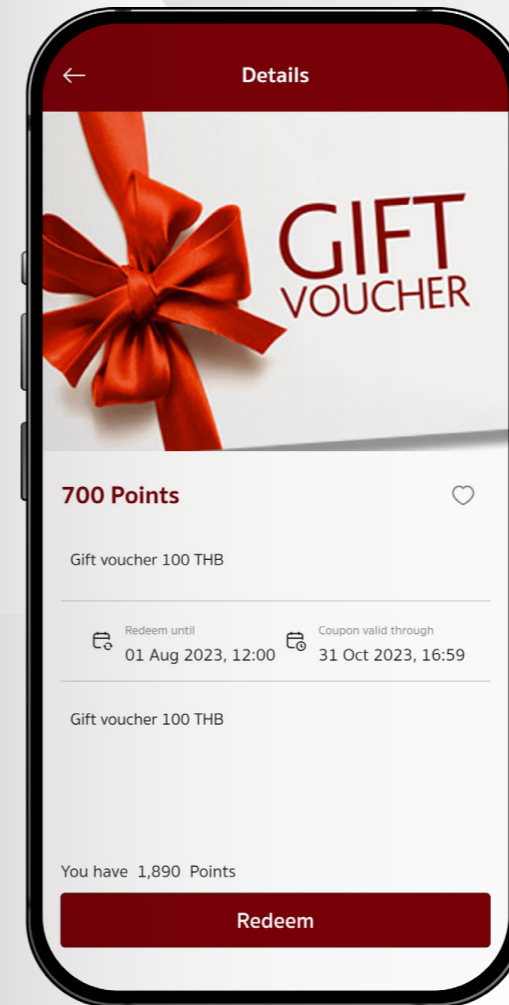 Details
GIFT
VOUCHER
700 Points
Gift voucher 100 THB
Redeem until
01 Aug 2023, 12:00
Coupon valid through
31 Oct 2023, 16:59
Gift voucher 100 THB
You have 1,890 Points
Redeem